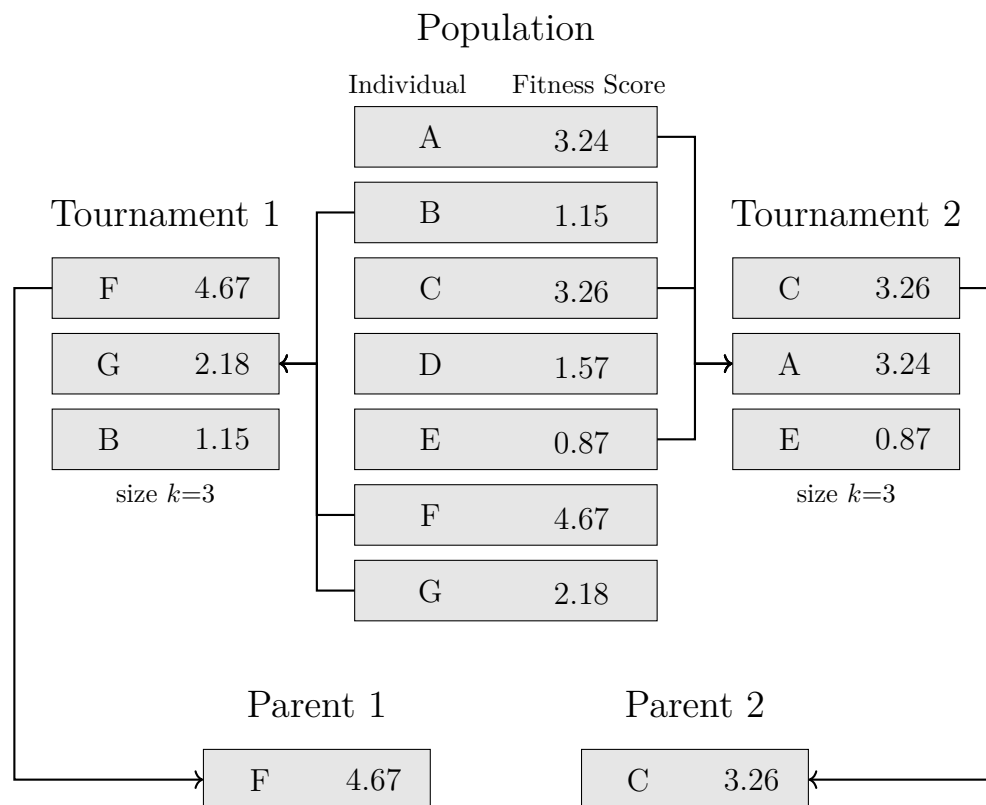 Population
Individual Fitness Score
A 3.24
B 1.15
C 3.26
D 1.57
E 0.87
F 4.67
G 2.18
Tournament 1
F 4.67
G 2.18
B 1.15
size k=3
Tournament 2
C 3.26
A 3.24
E 0.87
size k=3
Parent 1
F 4.67
Parent 2
C 3.26